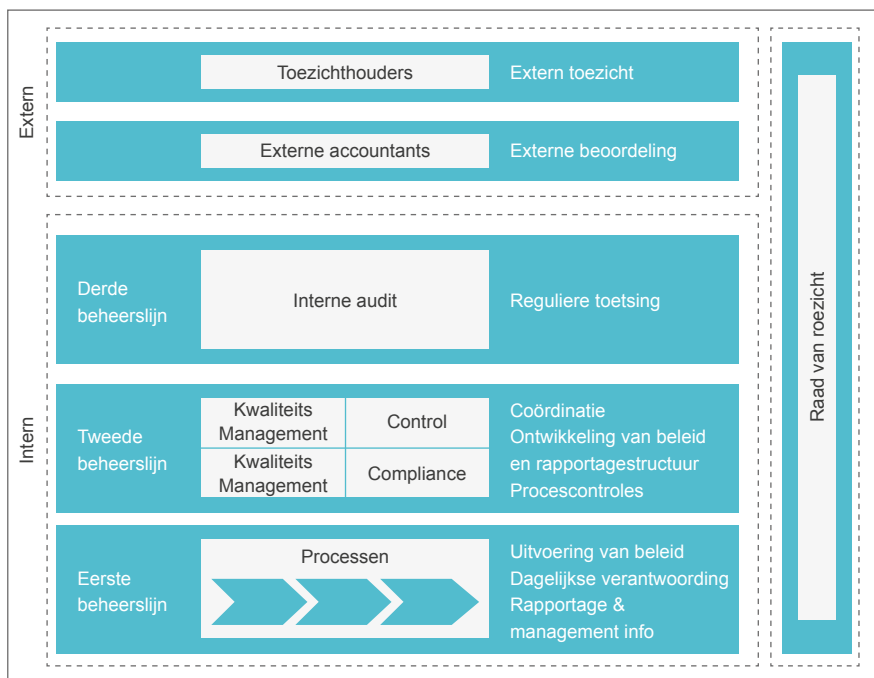 Extern
Toezichthouders
Extern toezicht
Externe accountants
Externe beoordeling
Intern
Derde
beheerslijn
Interne audit
Reguliere toetsing
Tweede
beheerslijn
Kwaliteits
Management
Control
Kwaliteits
Management
Compliance
Coördinatie
Ontwikkeling van beleid
en rapportagestructuur
Procescontroles
Eerste
beheerslijn
Processen
Uitvoering van beleid
Dagelijkse verantwoording
Rapportage &
management info
Raad van roezicht